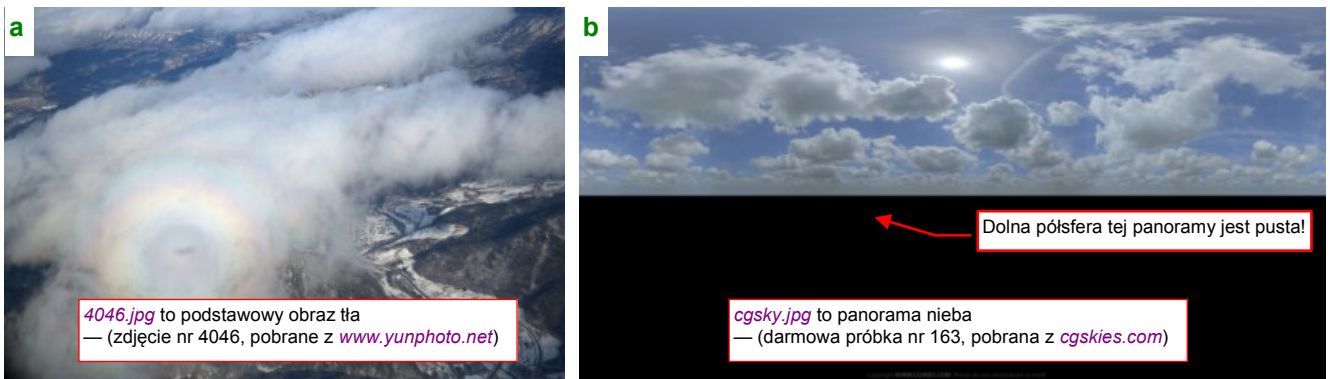 a
4046.jpg to podstawowy obraz tła
— (zdjęcie nr 4046, pobrane z www.yunphoto.net)
b
Dolna półsfera tej panoramy jest pusta!
cgsky.jpg to panorama nieba
— (darmowa próbka nr 163, pobrana z cgskies.com)